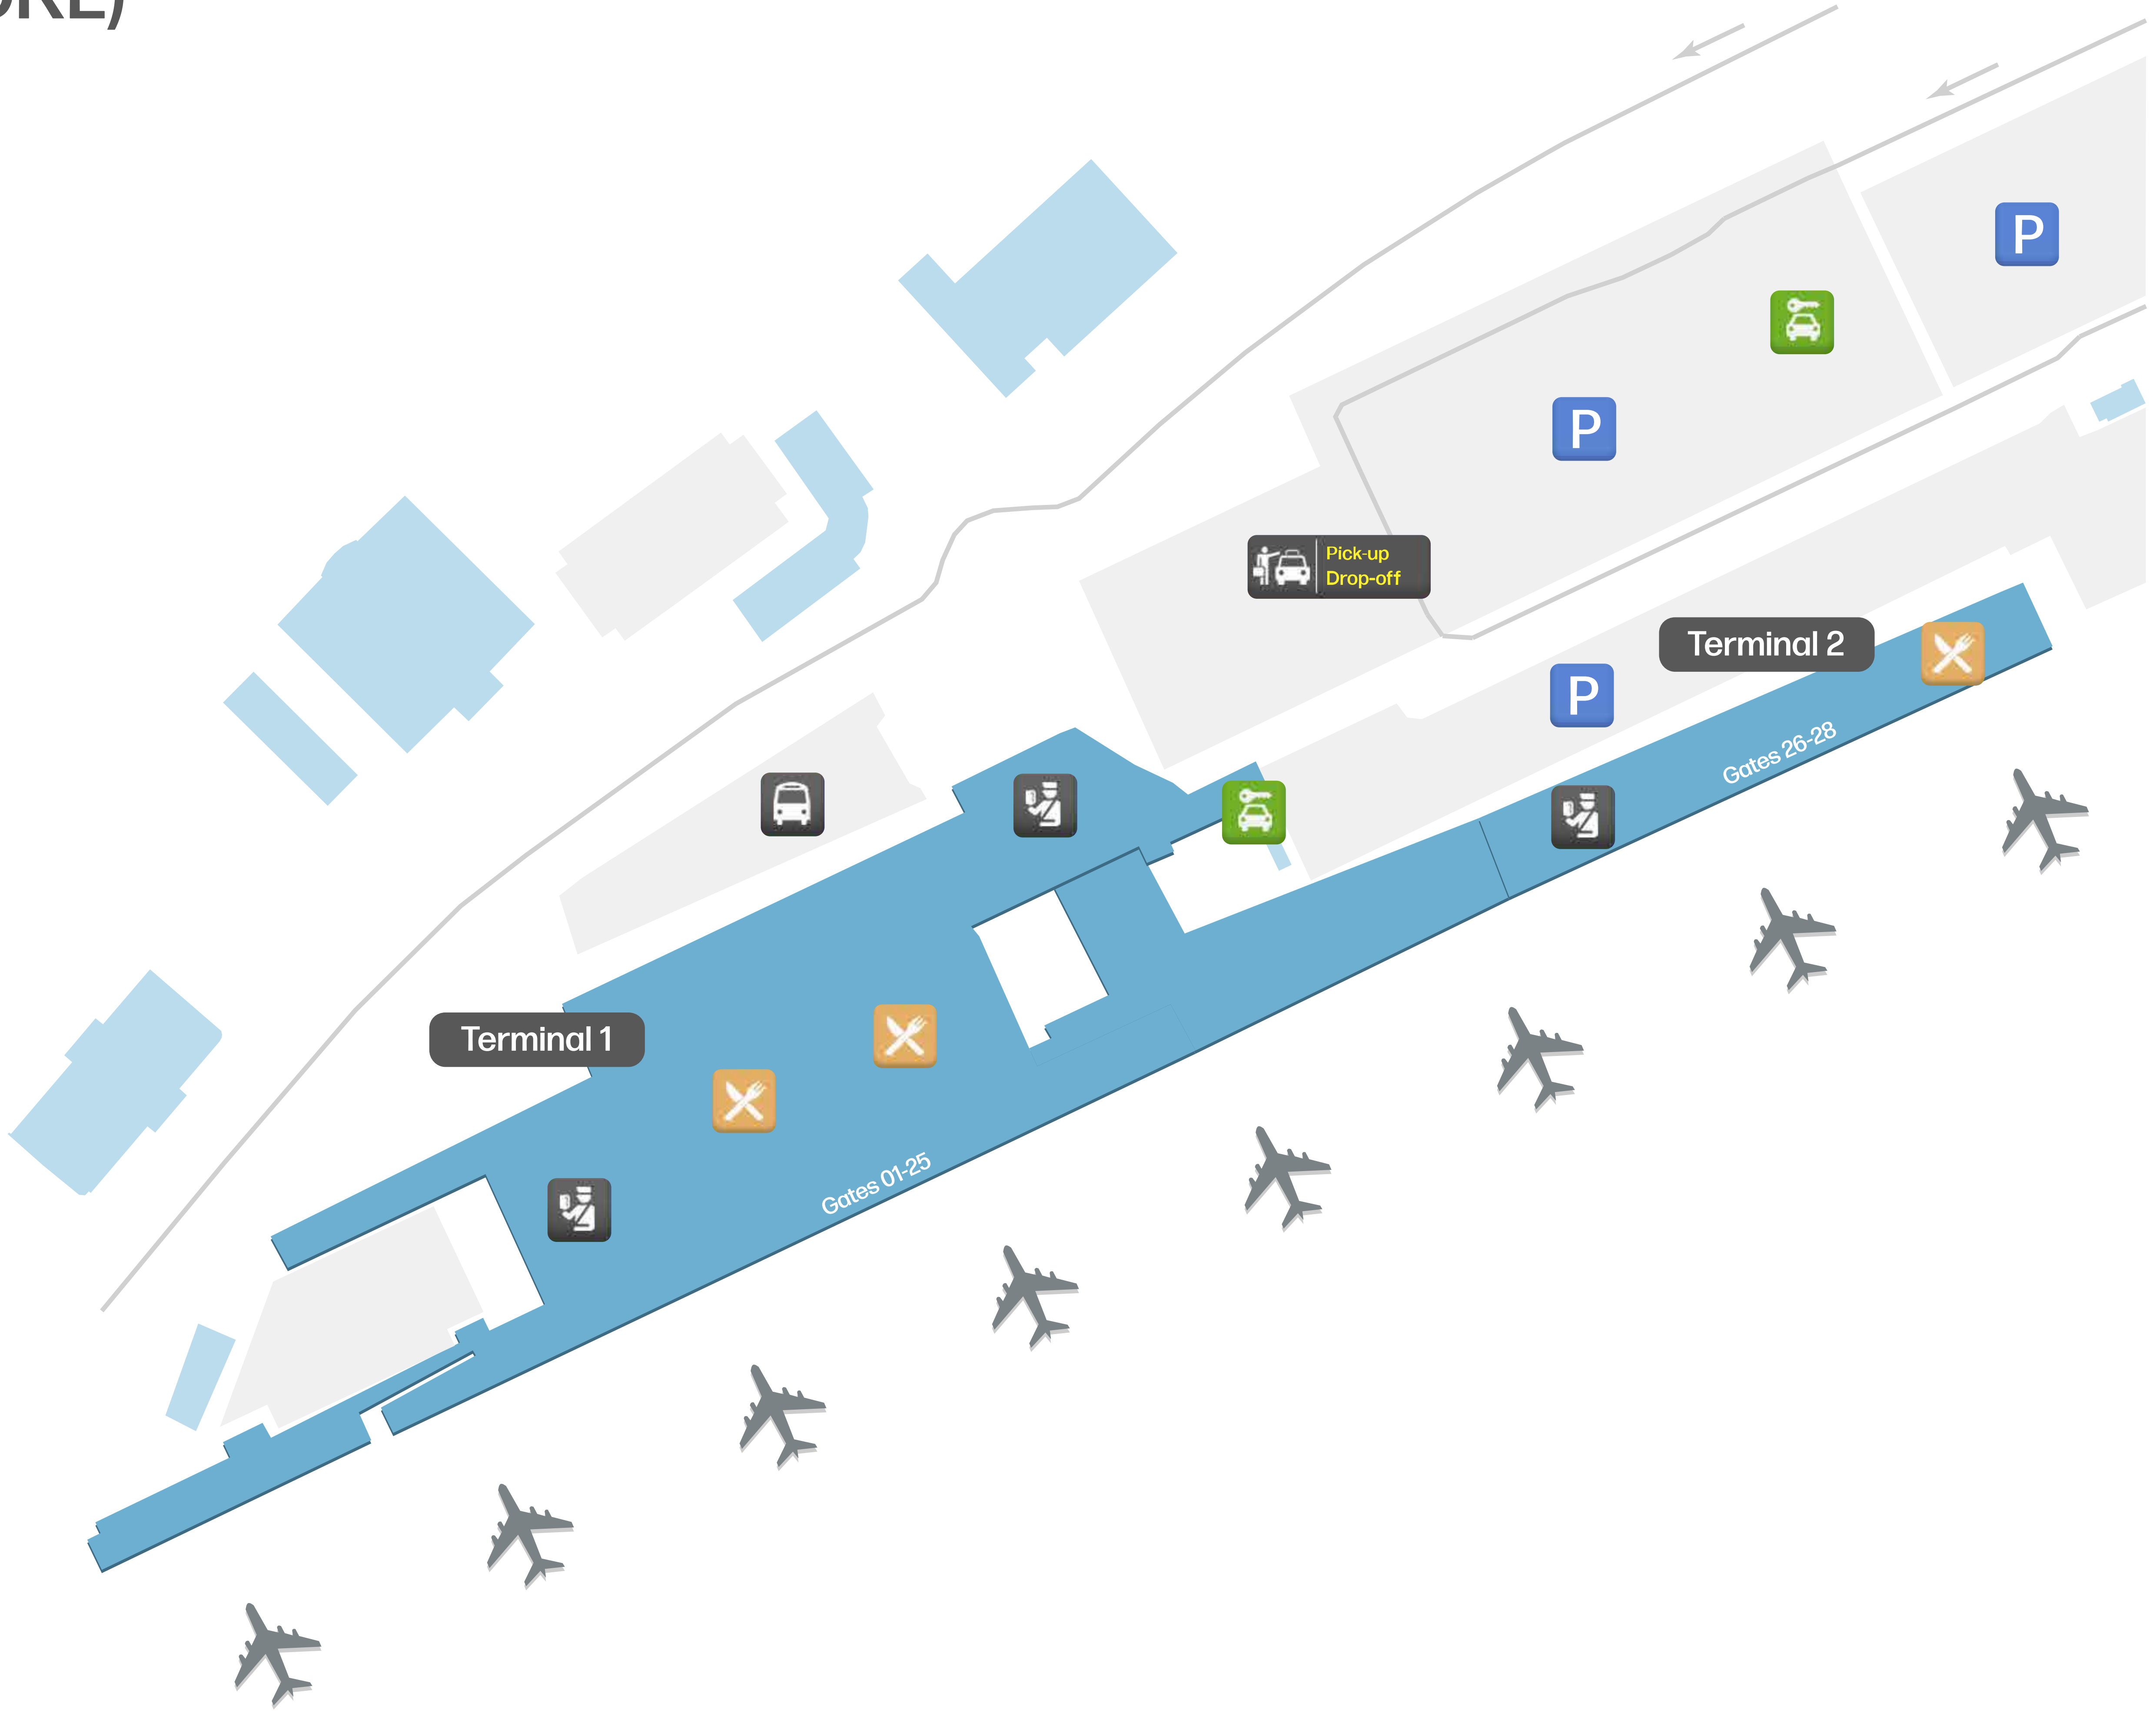 P
P
Pick-up
Drop-off
Terminal 2
P
Gates 26-28
Terminal 1
Gates 01-25